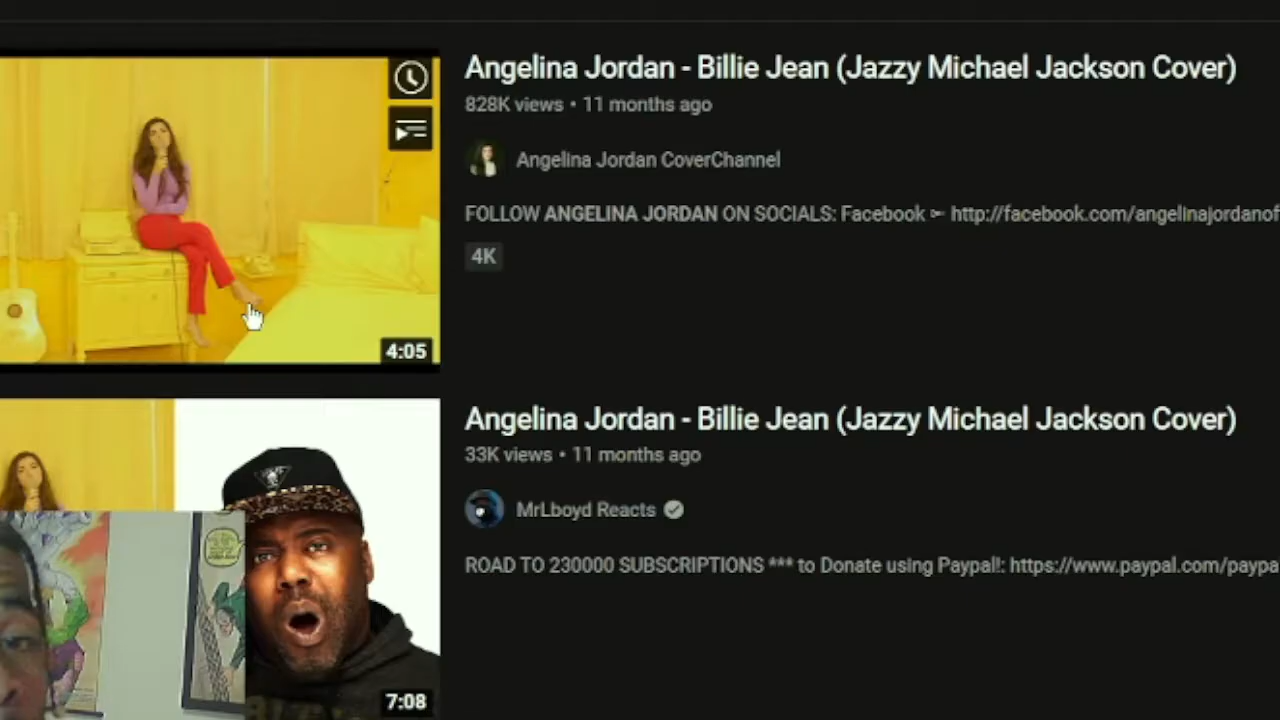 Angelina Jordan - Billie Jean (Jazzy Michael Jackson Cover)
828K views • 11 months ago
Angelina Jordan CoverChannel
FOLLOW ANGELINA JORDAN ON SOCIALS: Facebook ➛ http://facebook.com/angelinajordanof
4K
4:05
Angelina Jordan - Billie Jean (Jazzy Michael Jackson Cover)
33K views • 11 months ago
MrLboyd Reacts
ROAD TO 230000 SUBSCRIPTIONS *** to Donate using Paypal!: https://www.paypal.com/paypa
7:08